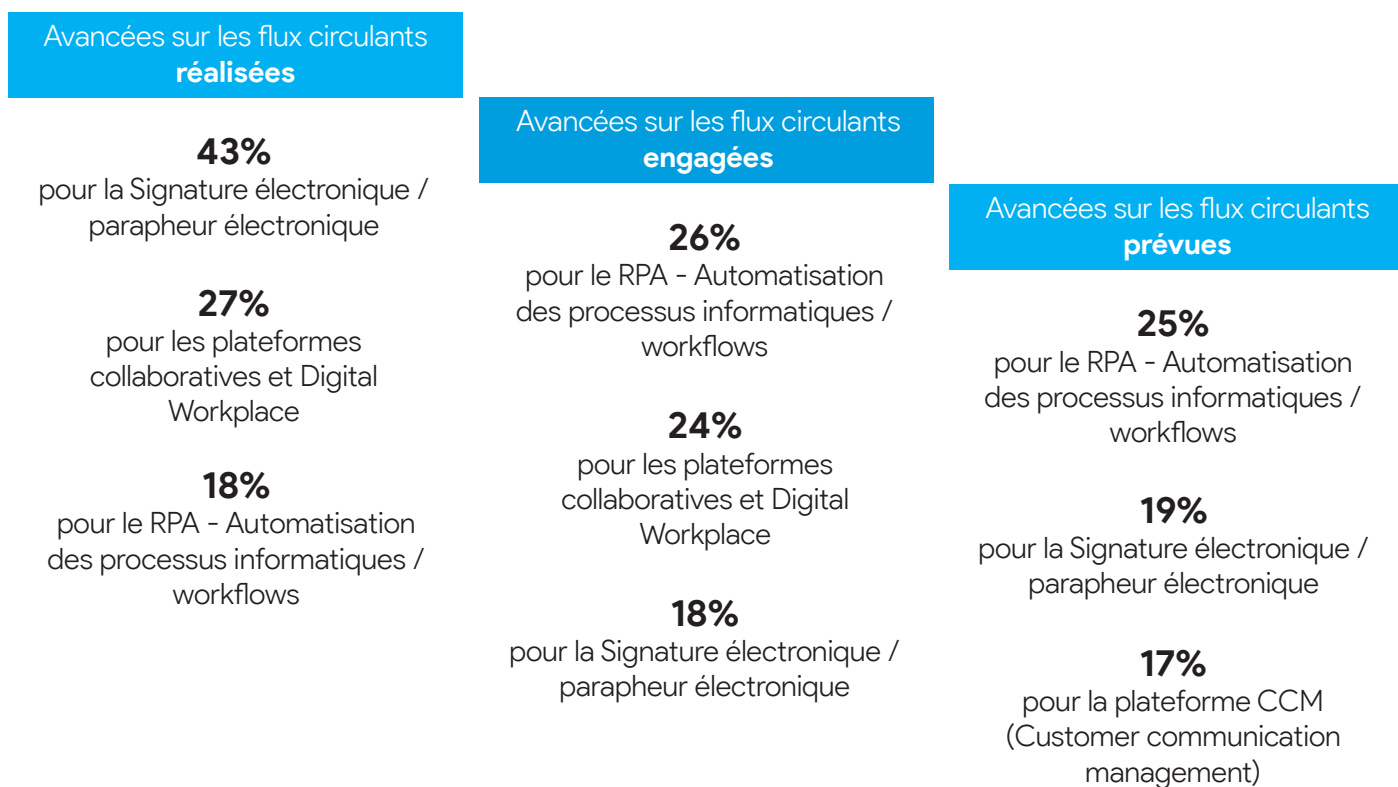 Avancées sur les flux circulants
réalisées
43%
pour la Signature électronique /
parapheur électronique
27%
pour les plateformes
collaboratives et Digital
Workplace
18%
pour le RPA - Automatisation
des processus informatiques /
workflows
Avancées sur les flux circulants
engagées
26%
pour le RPA - Automatisation
des processus informatiques /
workflows
24%
pour les plateformes
collaboratives et Digital
Workplace
18%
pour la Signature électronique /
parapheur électronique
Avancées sur les flux circulants
prévues
25%
pour le RPA - Automatisation
des processus informatiques /
workflows
19%
pour la Signature électronique /
parapheur électronique
17%
pour la plateforme CCM
(Customer communication
management)